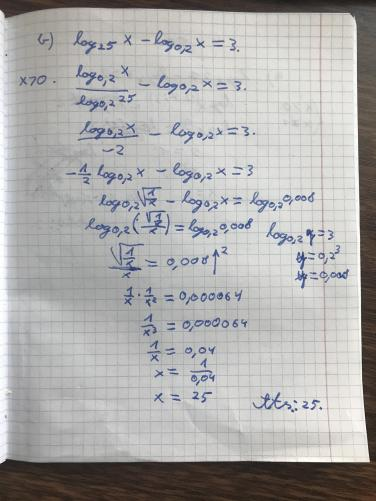 б) log₂₅ x − log₀,₂ x = 3.
x>0. log₀,₂ x / log₀,₂ 25 − log₀,₂ x = 3.
log₀,₂ x / −2 − log₀,₂ x = 3.
−1/2 log₀,₂ x − log₀,₂ x = 3
log₀,₂ √(1/x) − log₀,₂ x = log₀,₂ 0,008
log₀,₂ (√(1/x) / x) = log₀,₂ 0,008 log₀,₂ y = 3
y = 0,2³
√(1/x) / x = 0,008 ↑² y = 0,008
1/x · 1/x² = 0,000064
1/x³ = 0,000064
1/x = 0,04
x = 1/0,04
x = 25 Ats.: 25.